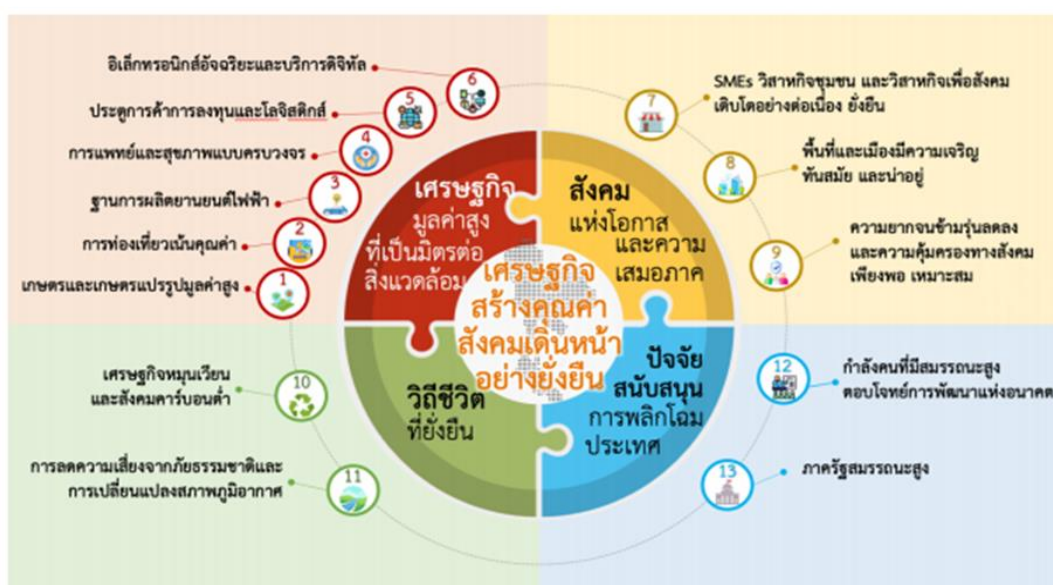 อิเล็กทรอนิกส์อัจฉริยะและบริการดิจิทัล
6
ประตูการค้าการลงทุนและโลจิสติกส์
5
การแพทย์และสุขภาพแบบครบวงจร
4
ฐานการผลิตยานยนต์ไฟฟ้า
3
การท่องเที่ยวเน้นคุณค่า
2
เกษตรและเกษตรแปรรูปมูลค่าสูง
1
เศรษฐกิจ
มูลค่าสูง
ที่เป็นมิตรต่อ
สิ่งแวดล้อม
สังคม
แห่งโอกาส
และความ
เสมอภาค
7
SMEs วิสาหกิจชุมชน และวิสาหกิจเพื่อสังคม
เติบโตอย่างต่อเนื่อง ยั่งยืน
8
พื้นที่และเมืองมีความเจริญ
ทันสมัย และน่าอยู่
9
ความยากจนข้ามรุ่นลดลง
และความคุ้มครองทางสังคม
เพียงพอ เหมาะสม
เศรษฐกิจ
สร้างคุณค่า
สังคมเดินหน้า
อย่างยั่งยืน
เศรษฐกิจหมุนเวียน
และสังคมคาร์บอนต่ำ
10
การลดความเสี่ยงจากภัยธรรมชาติและ
การเปลี่ยนแปลงสภาพภูมิอากาศ
11
วิถีชีวิต
ที่ยั่งยืน
ปัจจัย
สนับสนุน
การพลิกโฉม
ประเทศ
12
กำลังคนที่มีสมรรถนะสูง
ตอบโจทย์การพัฒนาแห่งอนาคต
13
ภาครัฐสมรรถนะสูง